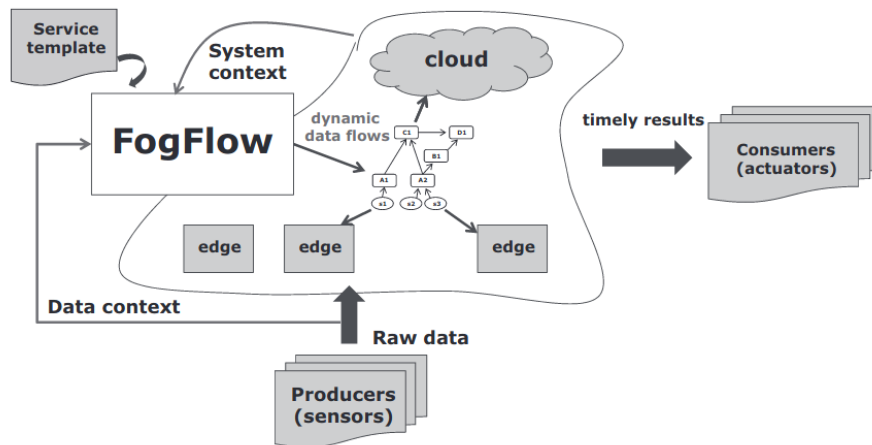 Service
template
System
context
cloud
dynamic
data flows
FogFlow
C1
D1
B1
A1
A2
s1
s2
s3
timely results
Consumers
(actuators)
edge
edge
edge
Data context
Raw data
Producers
(sensors)